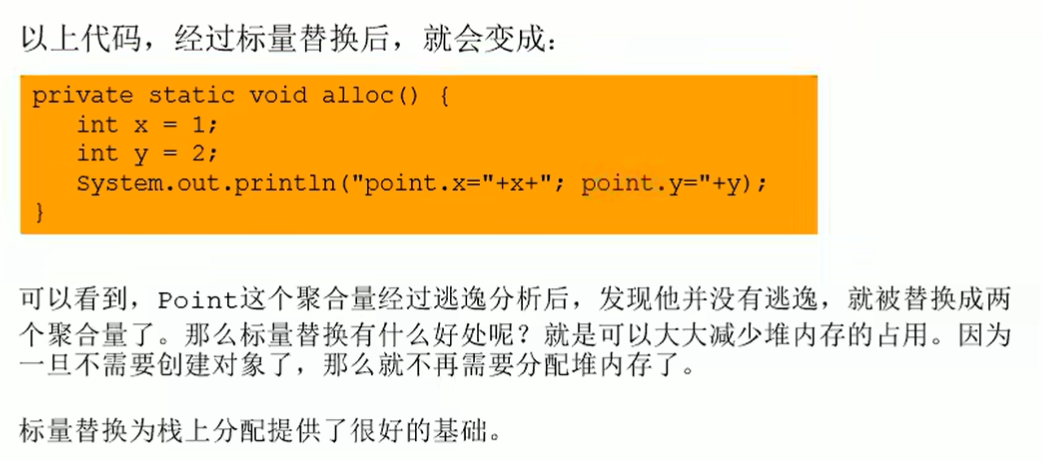 以上代码，经过标量替换后，就会变成：
private static void alloc() {
   int x = 1;
   int y = 2;
   System.out.println("point.x="+x+"; point.y="+y);
}
可以看到，Point这个聚合量经过逃逸分析后，发现他并没有逃逸，就被替换成两
个聚合量了。那么标量替换有什么好处呢？就是可以大大减少堆内存的占用。因为
一旦不需要创建对象了，那么就不再需要分配堆内存了。
标量替换为栈上分配提供了很好的基础。